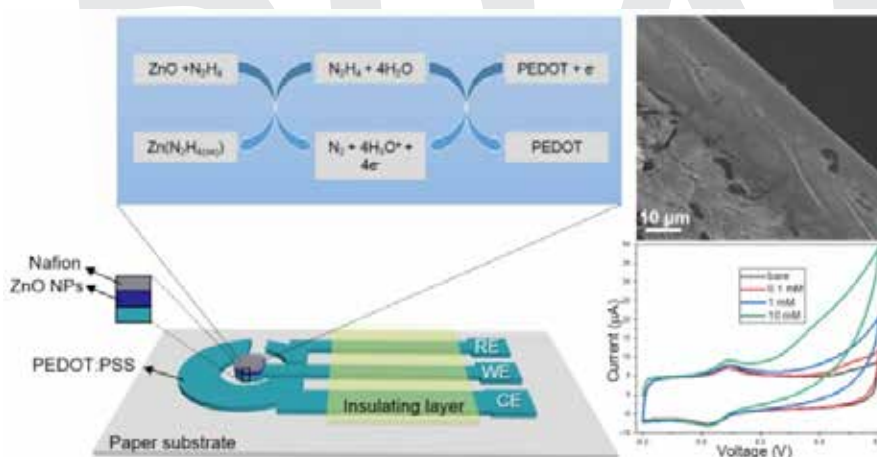 ZnO +N₂H₄
N₂H₄ + 4H₂O
PEDOT + e⁻
Zn(N₂H₄
N₂ + 4H₃O⁺ +
4e⁻
PEDOT
10 µm
Nafion
ZnO NPs
PEDOT:PSS
RE
WE
CE
Insulating layer
Paper substrate
bare
0.1 mM
1 mM
10 mM
Current (µA)
Voltage (V)